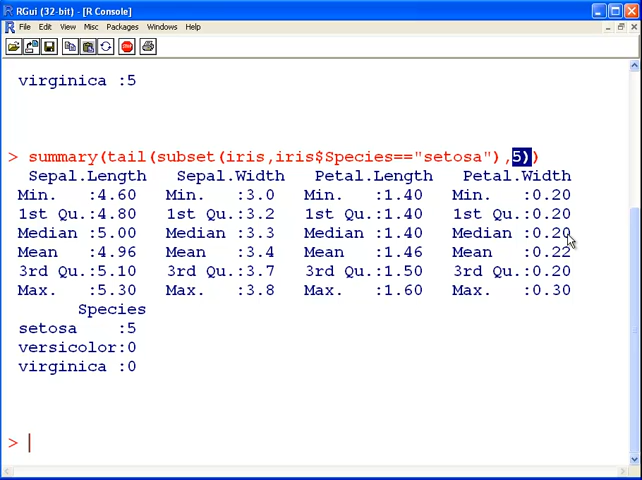 RGui (32-bit) - [R Console]
File Edit View Misc Packages Windows Help
virginica :5
> summary(tail(subset(iris,iris$Species=="setosa"),5))
Sepal.Length Sepal.Width Petal.Length Petal.Width
Min. :4.60 Min. :3.0 Min. :1.40 Min. :0.20
1st Qu.:4.80 1st Qu.:3.2 1st Qu.:1.40 1st Qu.:0.20
Median :5.00 Median :3.3 Median :1.40 Median :0.20
Mean :4.96 Mean :3.4 Mean :1.46 Mean :0.22
3rd Qu.:5.10 3rd Qu.:3.7 3rd Qu.:1.50 3rd Qu.:0.20
Max. :5.30 Max. :3.8 Max. :1.60 Max. :0.30
Species
setosa :5
versicolor:0
virginica :0
>